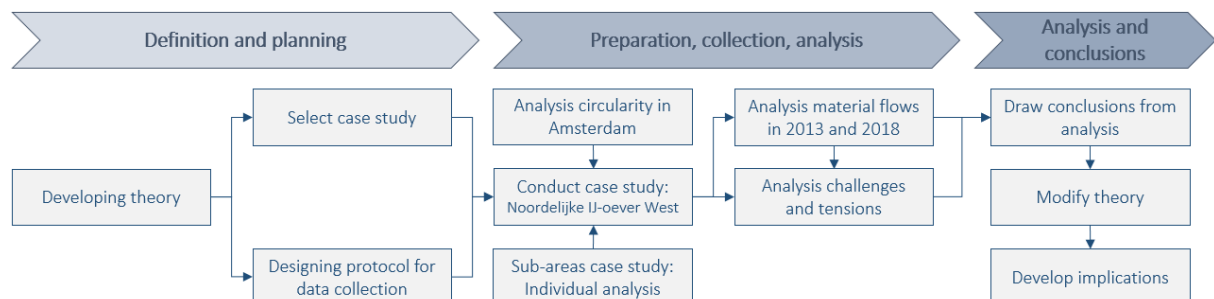 Definition and planning
Preparation, collection, analysis
Analysis and
conclusions
Developing theory
Select case study
Designing protocol for
data collection
Analysis circularity in
Amsterdam
Conduct case study:
Noordelijke IJ-oever West
Sub-areas case study:
Individual analysis
Analysis material flows
in 2013 and 2018
Analysis challenges
and tensions
Draw conclusions from
analysis
Modify theory
Develop implications